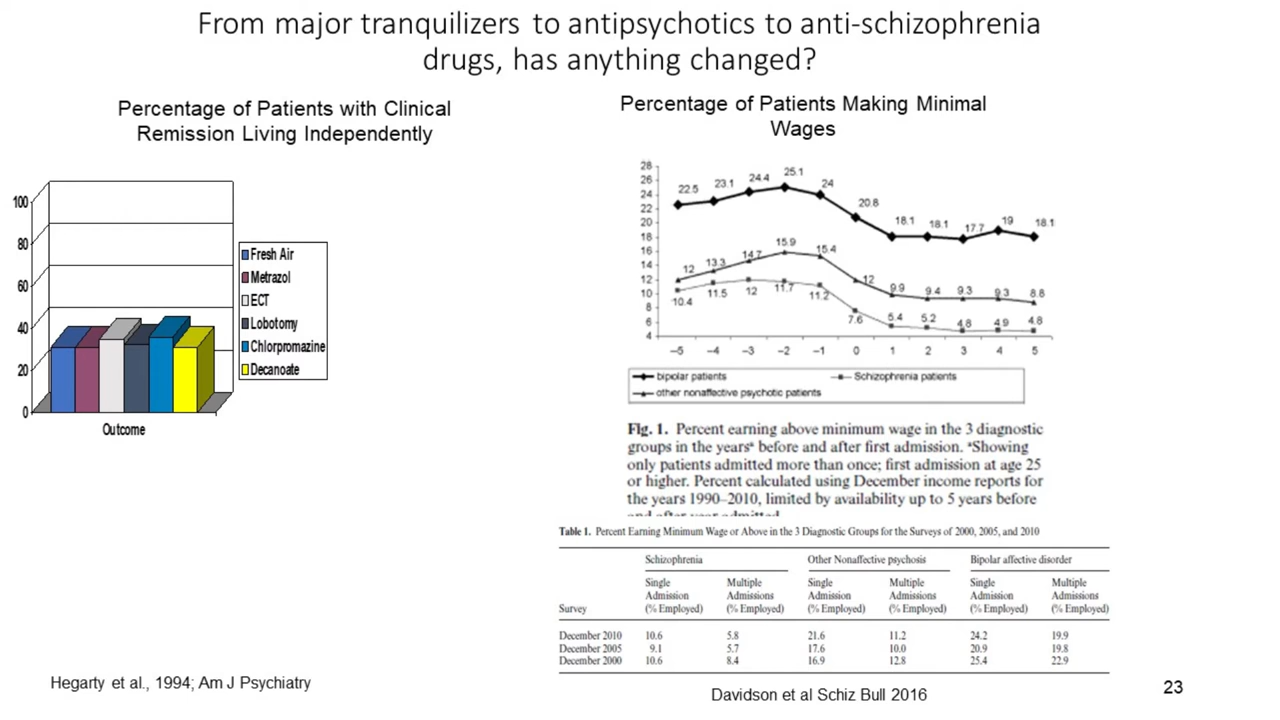 From major tranquilizers to antipsychotics to anti-schizophrenia
drugs, has anything changed?
Percentage of Patients with Clinical
Remission Living Independently
100
80
60
40
20
0
Outcome
Fresh Air
Metrazol
ECT
Lobotomy
Chlorpromazine
Decanoate
Hegarty et al., 1994; Am J Psychiatry
Percentage of Patients Making Minimal
Wages
28
26
24
22
20
18
16
14
12
10
8
6
4
22.5 23.1 24.4 25.1 24 20.8 18.1 18.1 17.7 19 18.1
12 13.3 14.7 15.9 15.4 12 9.9 9.4 9.3 9.3 8.8
10.4 11.5 12 11.7 11.2 7.6 5.4 5.2 4.8 4.9 4.8
–5 –4 –3 –2 –1 0 1 2 3 4 5
bipolar patients Schizophrenia patients
other nonaffective psychotic patients
Fig. 1. Percent earning above minimum wage in the 3 diagnostic
groups in the yearsª before and after first admission. ªShowing
only patients admitted more than once; first admission at age 25
or higher. Percent calculated using December income reports for
the years 1990–2010, limited by availability up to 5 years before
and after year admitted
Table 1. Percent Earning Minimum Wage or Above in the 3 Diagnostic Groups for the Surveys of 2000, 2005, and 2010
Schizophrenia Other Nonaffective psychosis Bipolar affective disorder
Single Multiple Single Multiple Single Multiple
Admission Admissions Admission Admissions Admission Admissions
Survey (% Employed) (% Employed) (% Employed) (% Employed) (% Employed) (% Employed)
December 2010 10.6 5.8 21.6 11.2 24.2 19.9
December 2005 9.1 5.7 17.6 10.0 20.9 19.8
December 2000 10.6 8.4 16.9 12.8 25.4 22.9
Davidson et al Schiz Bull 2016
23